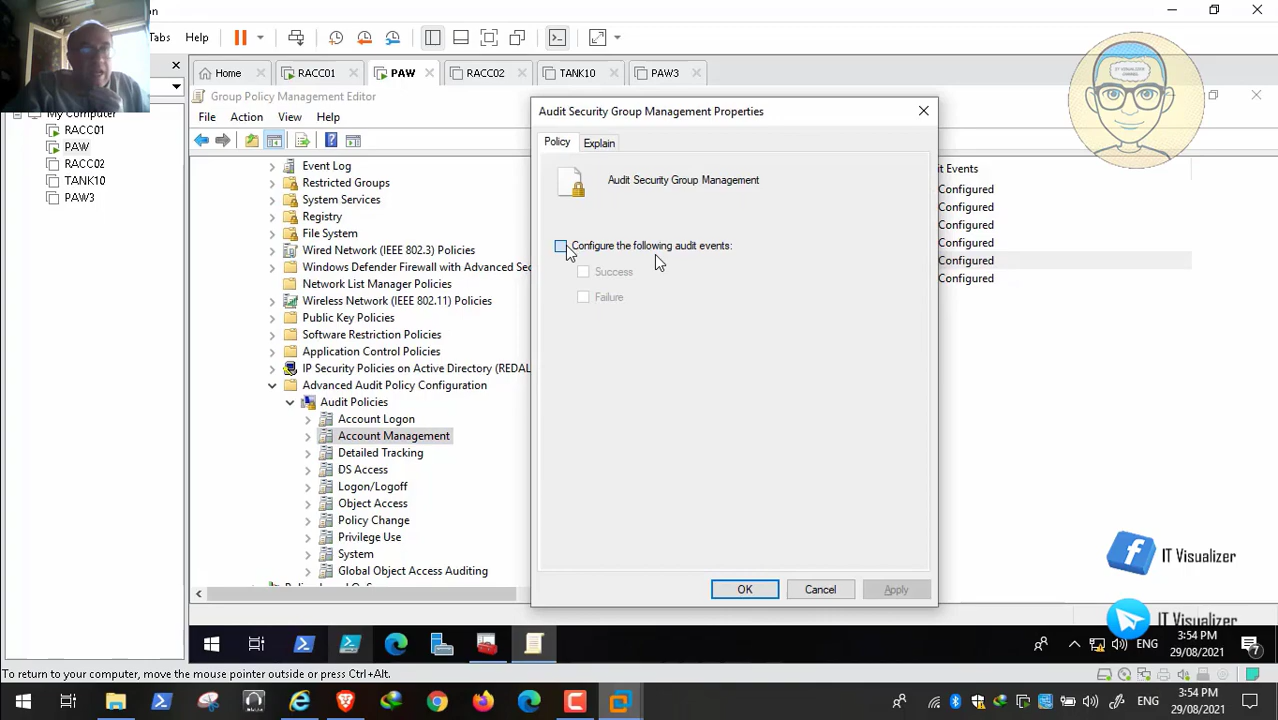 on
Tabs Help
Home RACC01 PAW RACC02 TANK10 PAW3
My Computer
RACC01
PAW
RACC02
TANK10
PAW3
Group Policy Management Editor
File Action View Help
Event Log
Restricted Groups
System Services
Registry
File System
Wired Network (IEEE 802.3) Policies
Windows Defender Firewall with Advanced Sec
Network List Manager Policies
Wireless Network (IEEE 802.11) Policies
Public Key Policies
Software Restriction Policies
Application Control Policies
IP Security Policies on Active Directory (REDAL
Advanced Audit Policy Configuration
Audit Policies
Account Logon
Account Management
Detailed Tracking
DS Access
Logon/Logoff
Object Access
Policy Change
Privilege Use
System
Global Object Access Auditing
Audit Security Group Management Properties
Policy Explain
Audit Security Group Management
Configure the following audit events:
Success
Failure
OK Cancel Apply
it Events
Configured
Configured
Configured
Configured
Configured
Configured
IT VISUALIZER
CHANNEL
IT Visualizer
IT Visualizer
ENG 3:54 PM
29/08/2021
7
To return to your computer, move the mouse pointer outside or press Ctrl+Alt.
ENG 3:54 PM
29/08/2021